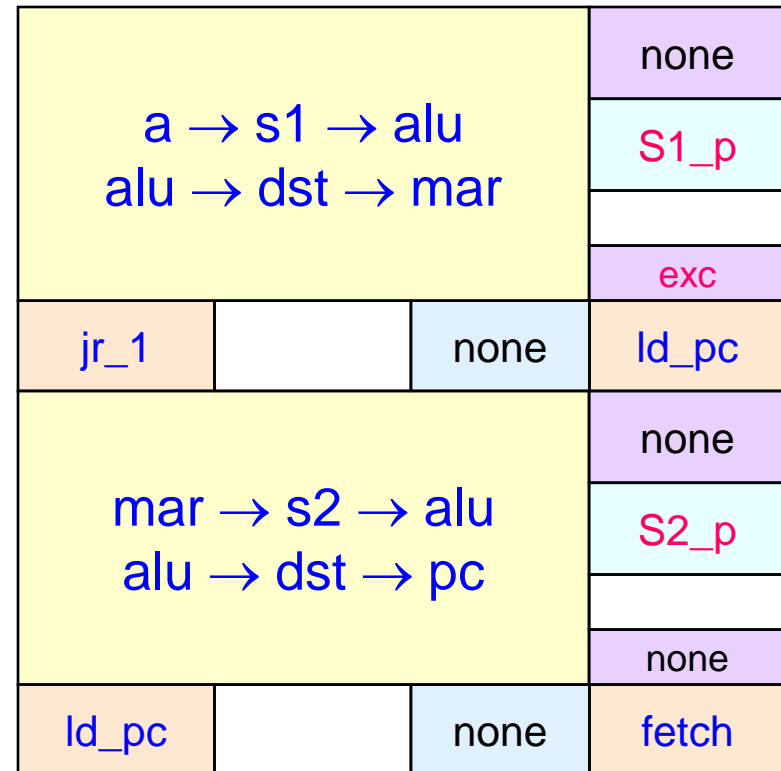 a → s1 → alu
alu → dst → mar
none
S1_p
exc
jr_1
none
ld_pc
mar → s2 → alu
alu → dst → pc
none
S2_p
none
ld_pc
none
fetch